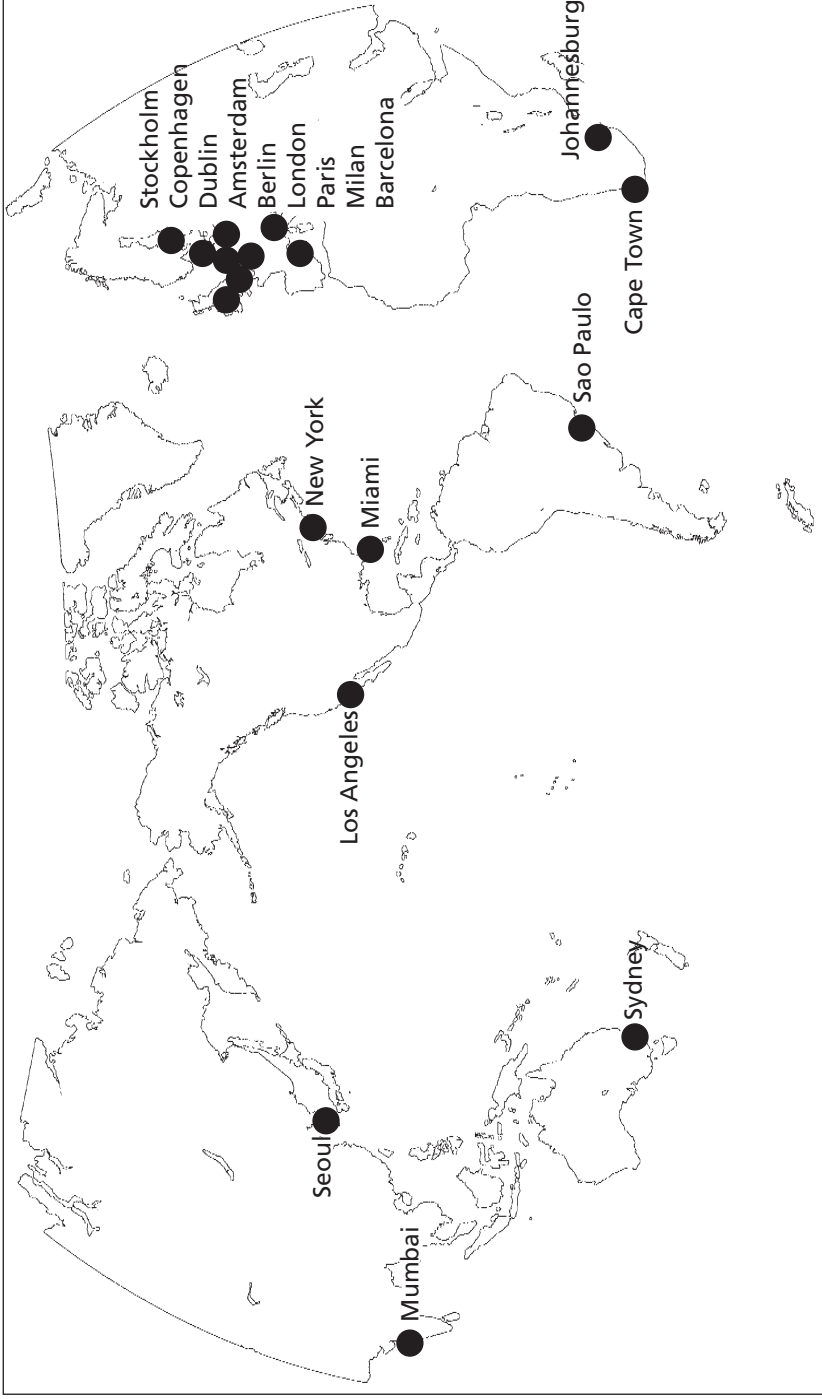 Stockholm
Copenhagen
Dublin
Amsterdam
Berlin
London
Paris
Milan
Barcelona
New York
Seoul
Los Angeles
Miami
Mumbai
Johannesburg
Sao Paulo
Sydney
Cape Town